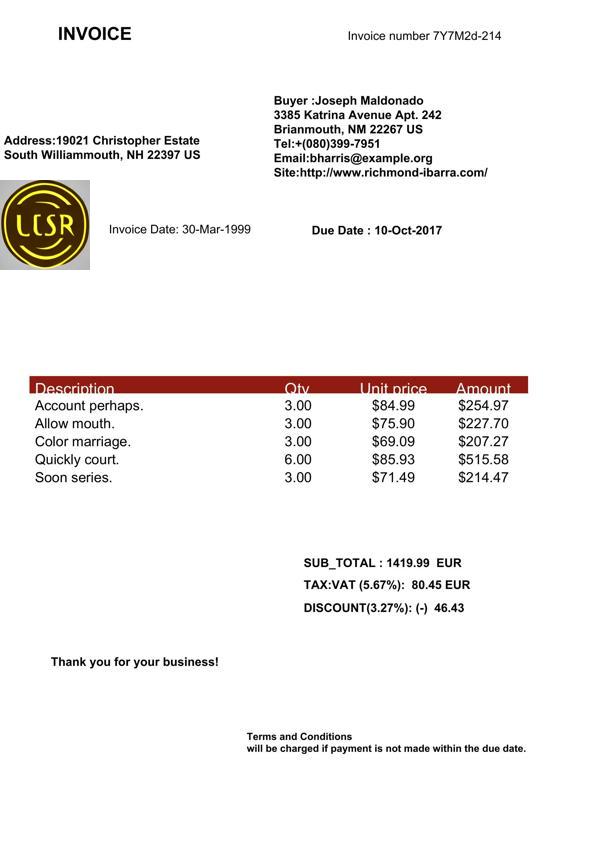 INVOICE
Invoice number 7Y7M2d-214
Buyer :Joseph Maldonado
3385 Katrina Avenue Apt. 242
Brianmouth, NM 22267 US
Tel:+(080)399-7951
Email:bharris@example.org
Site:http://www.richmond-ibarra.com/
Address:19021 Christopher Estate
South Williammouth, NH 22397 US
LCSR
Invoice Date: 30-Mar-1999
Due Date : 10-Oct-2017
Description Qty Unit price Amount
Account perhaps. 3.00 $84.99 $254.97
Allow mouth. 3.00 $75.90 $227.70
Color marriage. 3.00 $69.09 $207.27
Quickly court. 6.00 $85.93 $515.58
Soon series. 3.00 $71.49 $214.47
SUB_TOTAL : 1419.99 EUR
TAX:VAT (5.67%): 80.45 EUR
DISCOUNT(3.27%): (-) 46.43
Thank you for your business!
Terms and Conditions
will be charged if payment is not made within the due date.